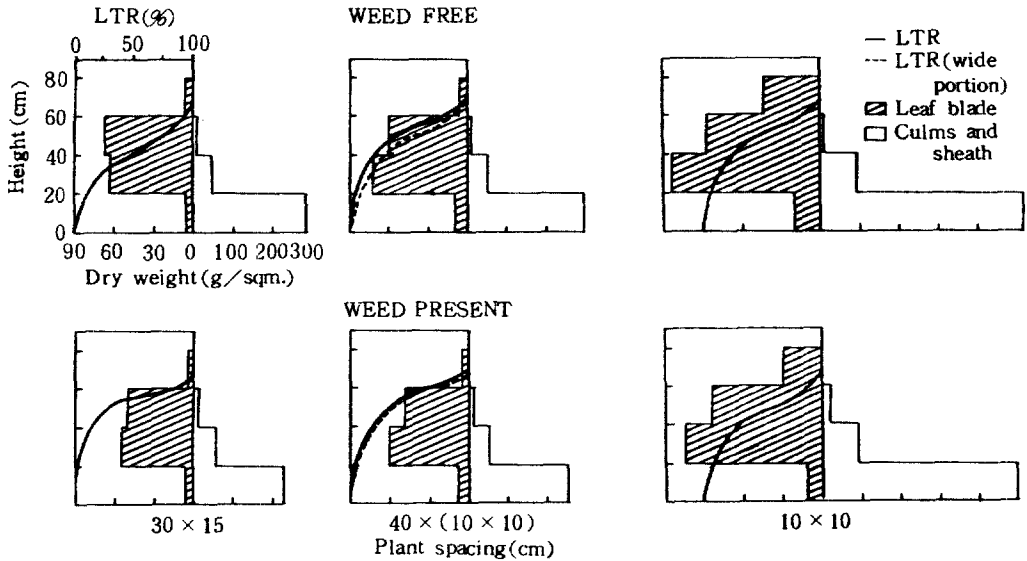 LTR(%)
0 50 100
WEED FREE
80
60
40
20
0
Height (cm)
90 60 30 0 100 200 300
Dry weight (g/sqm.)
— LTR
--- LTR(wide
portion)
Leaf blade
Culms and
sheath
WEED PRESENT
30 × 15
40 × (10 × 10)
10 × 10
Plant spacing (cm)